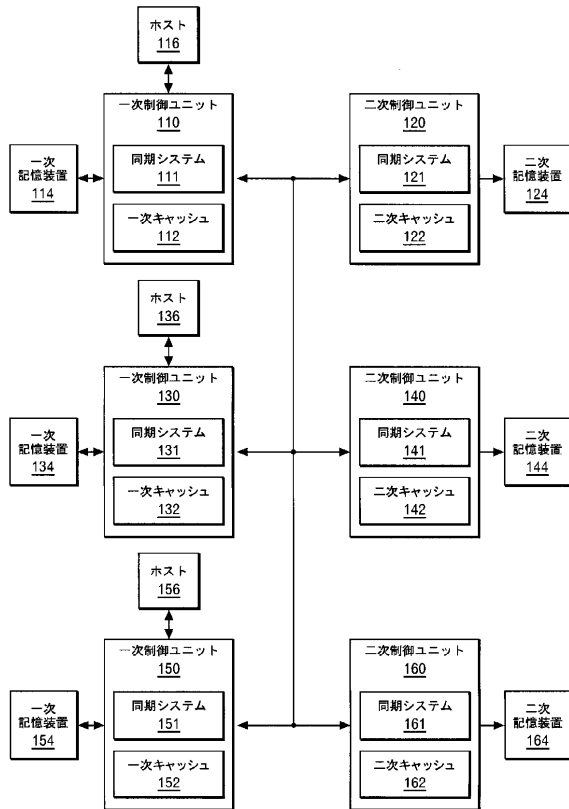 ホスト
116
一次制御ユニット
110
同期システム
111
一次キャッシュ
112
一次
記憶装置
114
二次制御ユニット
120
同期システム
121
二次キャッシュ
122
二次
記憶装置
124
ホスト
136
一次制御ユニット
130
同期システム
131
一次キャッシュ
132
一次
記憶装置
134
二次制御ユニット
140
同期システム
141
二次キャッシュ
142
二次
記憶装置
144
ホスト
156
一次制御ユニット
150
同期システム
151
一次キャッシュ
152
一次
記憶装置
154
二次制御ユニット
160
同期システム
161
二次キャッシュ
162
二次
記憶装置
164